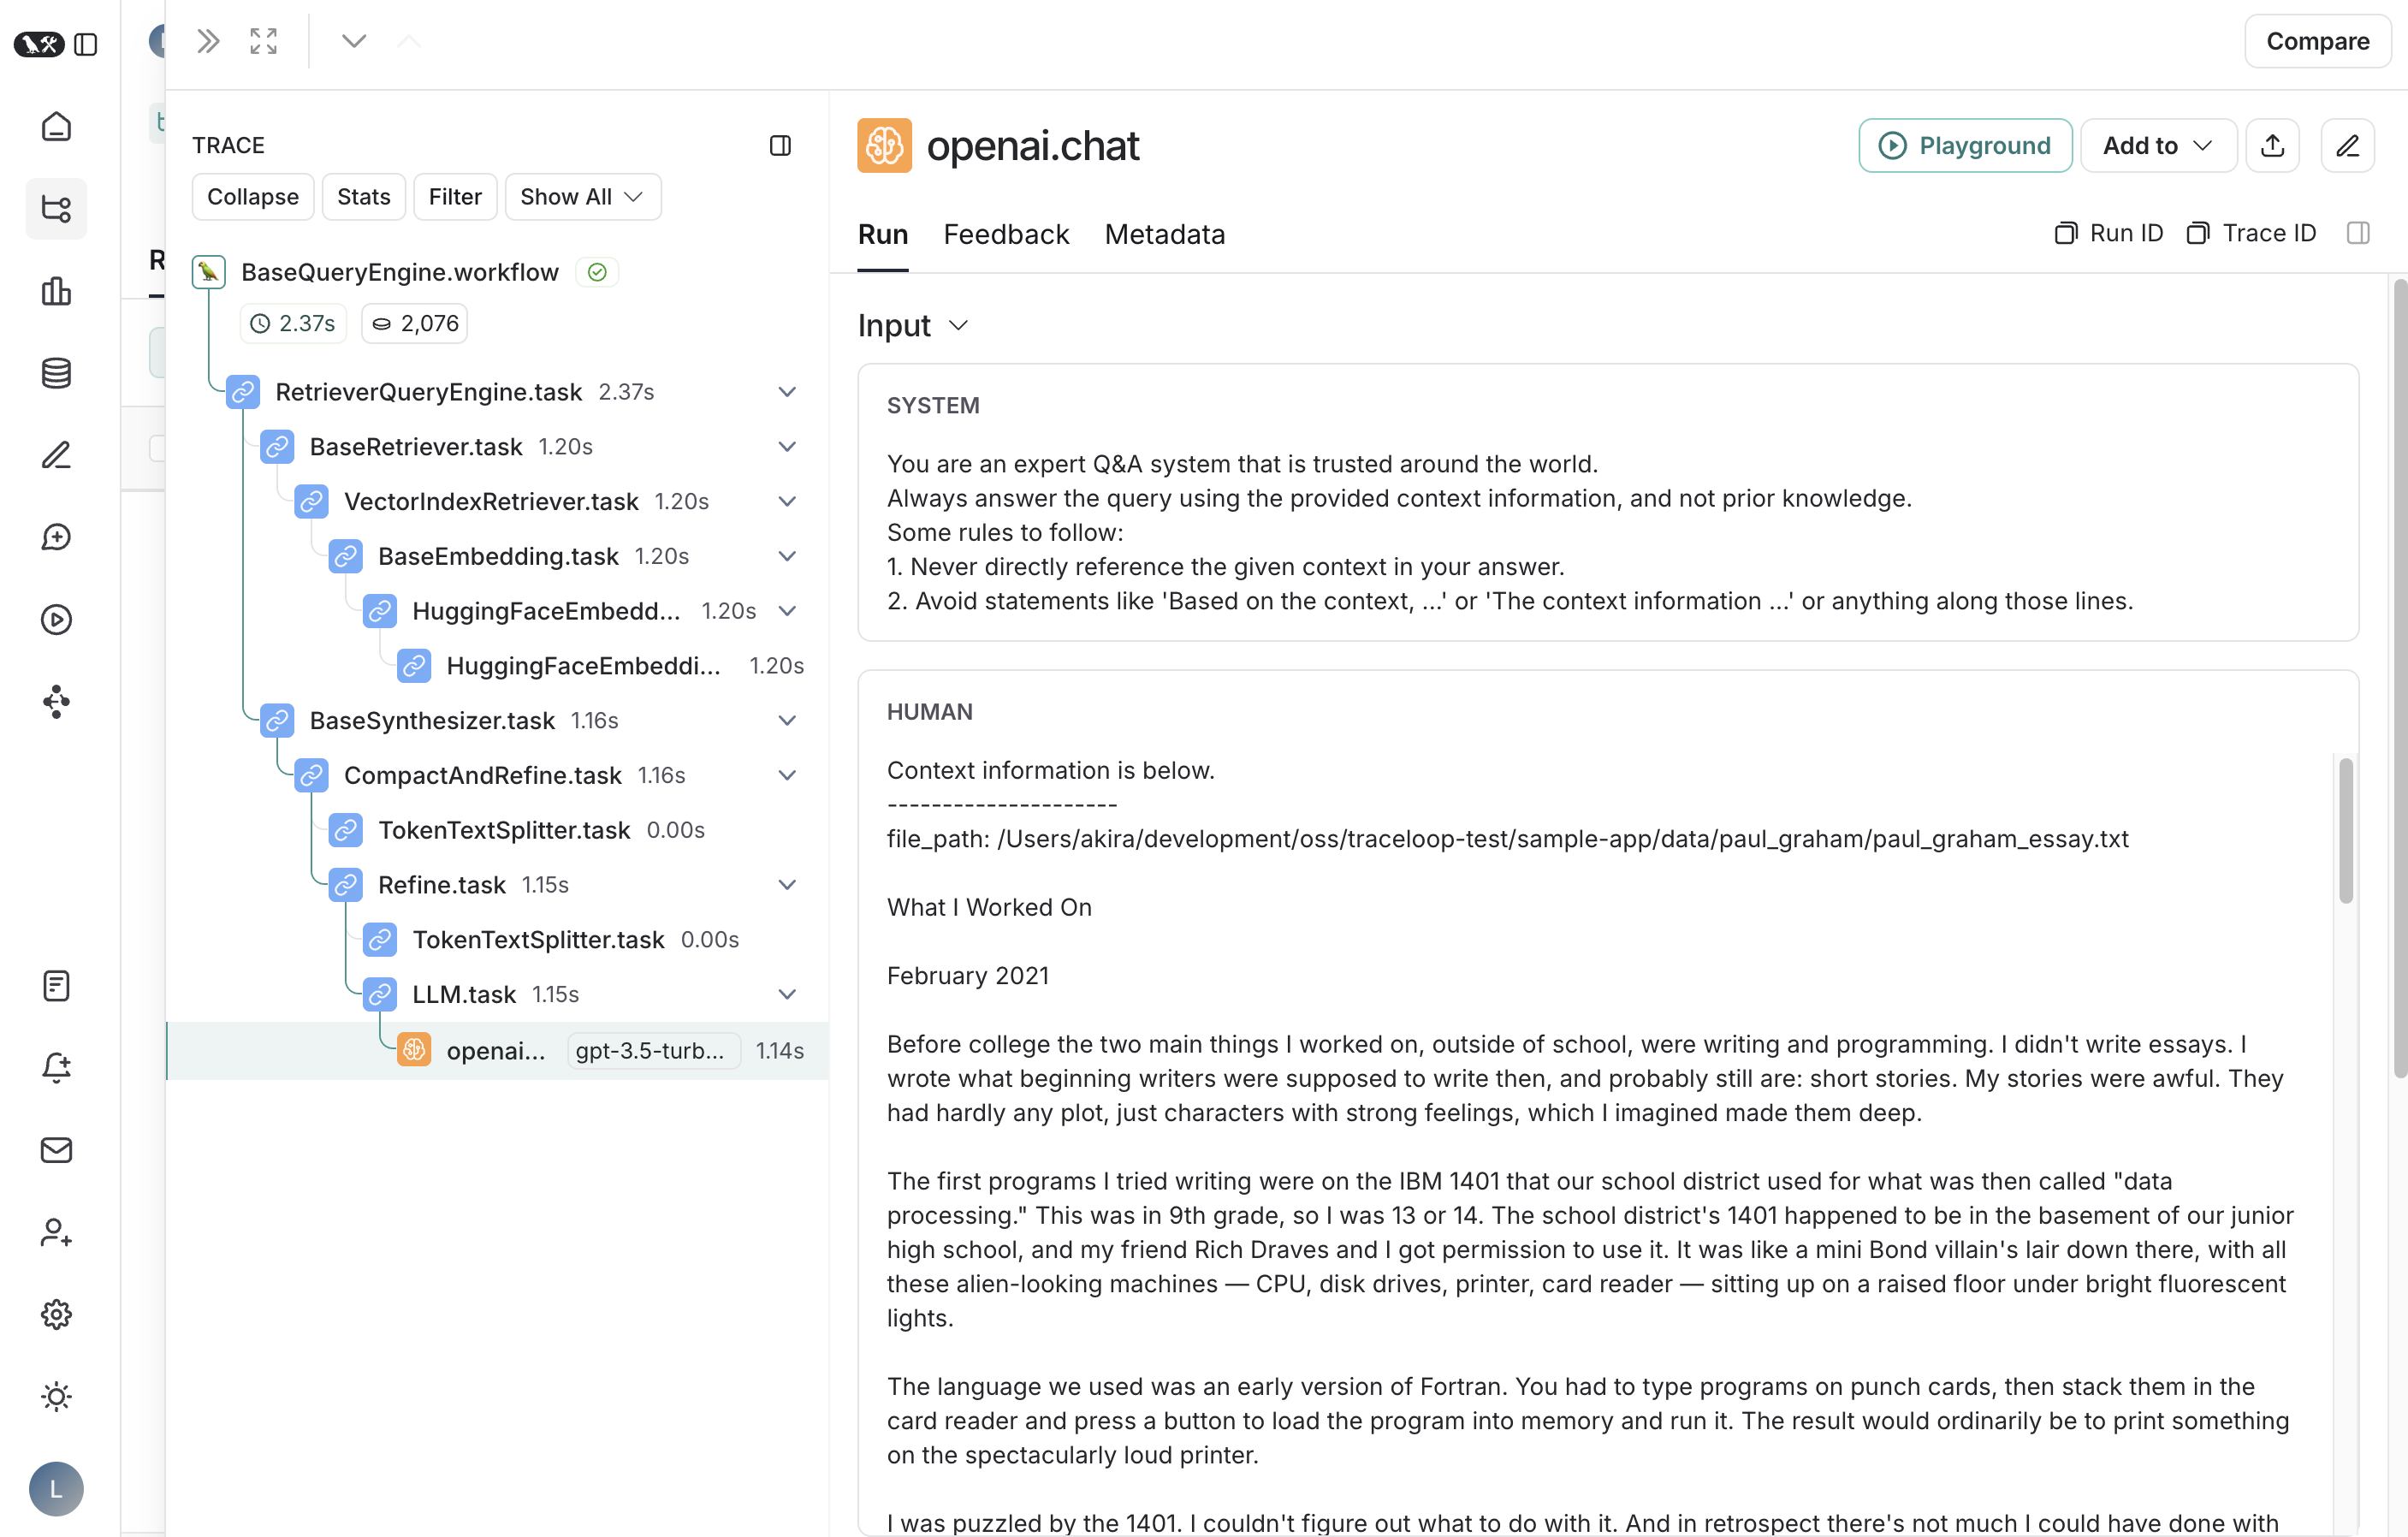 Compare
TRACE
Collapse
Stats
Filter
Show All
BaseQueryEngine.workflow
2.37s
2,076
RetrieverQueryEngine.task 2.37s
BaseRetriever.task 1.20s
VectorIndexRetriever.task 1.20s
BaseEmbedding.task 1.20s
HuggingFaceEmbedd... 1.20s
HuggingFaceEmbeddi... 1.20s
BaseSynthesizer.task 1.16s
CompactAndRefine.task 1.16s
TokenTextSplitter.task 0.00s
Refine.task 1.15s
TokenTextSplitter.task 0.00s
LLM.task 1.15s
openai... gpt-3.5-turb... 1.14s
L
openai.chat
Playground
Add to
Run
Feedback
Metadata
Run ID
Trace ID
Input
SYSTEM
You are an expert Q&A system that is trusted around the world.
Always answer the query using the provided context information, and not prior knowledge.
Some rules to follow:
1. Never directly reference the given context in your answer.
2. Avoid statements like 'Based on the context, ...' or 'The context information ...' or anything along those lines.
HUMAN
Context information is below.
---------------------
file_path: /Users/akira/development/oss/traceloop-test/sample-app/data/paul_graham/paul_graham_essay.txt
What I Worked On
February 2021
Before college the two main things I worked on, outside of school, were writing and programming. I didn't write essays. I
wrote what beginning writers were supposed to write then, and probably still are: short stories. My stories were awful. They
had hardly any plot, just characters with strong feelings, which I imagined made them deep.
The first programs I tried writing were on the IBM 1401 that our school district used for what was then called "data
processing." This was in 9th grade, so I was 13 or 14. The school district's 1401 happened to be in the basement of our junior
high school, and my friend Rich Draves and I got permission to use it. It was like a mini Bond villain's lair down there, with all
these alien-looking machines — CPU, disk drives, printer, card reader — sitting up on a raised floor under bright fluorescent
lights.
The language we used was an early version of Fortran. You had to type programs on punch cards, then stack them in the
card reader and press a button to load the program into memory and run it. The result would ordinarily be to print something
on the spectacularly loud printer.
I was puzzled by the 1401. I couldn't figure out what to do with it. And in retrospect there's not much I could have done with